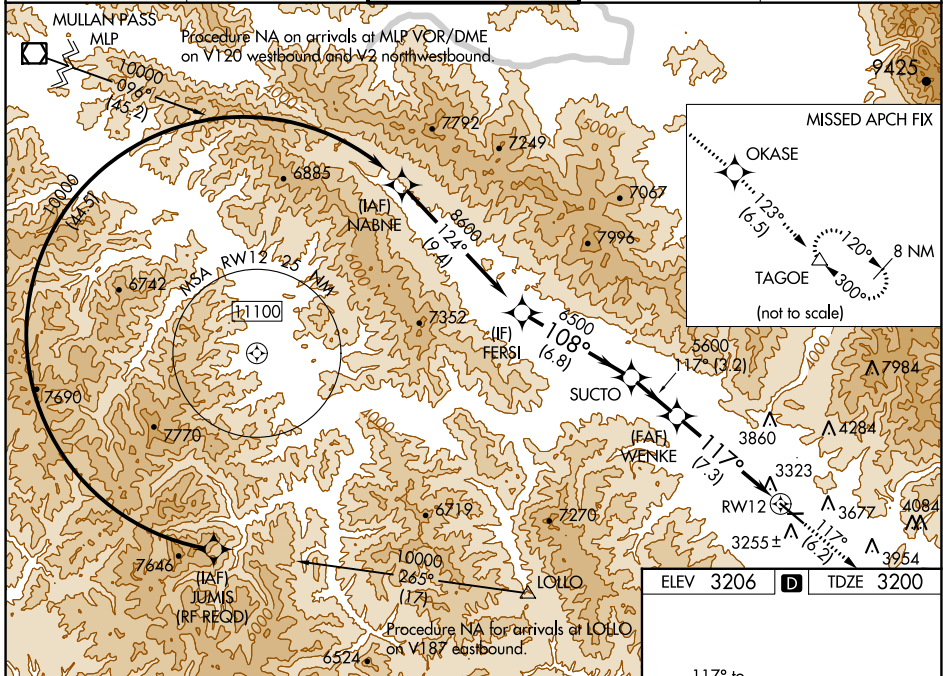 MULLAN PASS
MLP
Procedure NA on arrivals at MLP VOR/DME
on V120 westbound and V2 northwestbound.
10000
096°
(45.2)
9425
7792
7249
5000
MISSED APCH FIX
OKASE
123°
(6.5)
120°
8 NM
TAGOE
300°
(not to scale)
6885
7067
7996
(IAF)
NABNE
8600
124°
(9.4)
10000
(44.5)
6742
MSA RW12 25 NM
11100
7352
(IF)
FERSI
6500
108°
(6.8)
5600
117° (3.2)
SUCTO
7984
7690
7770
(FAF)
WENKE
117°
(7.3)
3860
4284
3323
RW12
3677
4084
3255±
117°
(6.2)
3954
6719
7270
7646
(IAF)
JUMIS
(RF REQD)
10000
265°
(17)
LOLLO
Procedure NA for arrivals at LOLLO
on V187 eastbound.
6524
ELEV 3206 D TDZE 3200
117° to